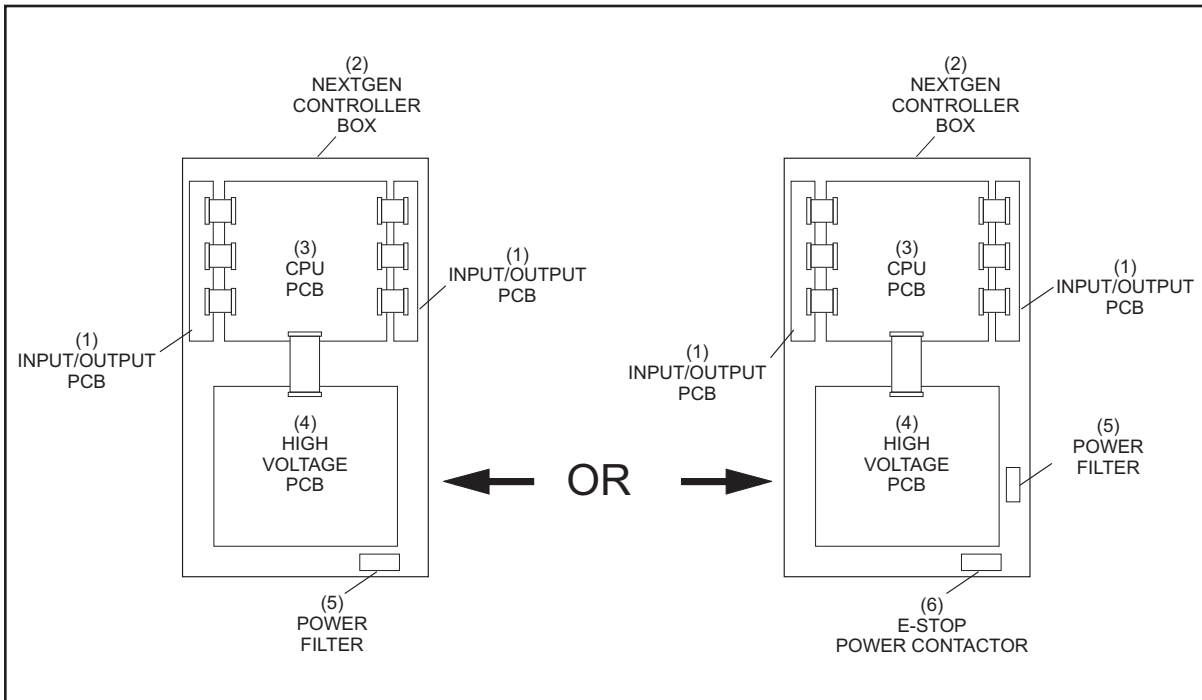 (2)
NEXTGEN
CONTROLLER
BOX
(3)
CPU
PCB
(1)
INPUT/OUTPUT
PCB
(1)
INPUT/OUTPUT
PCB
(4)
HIGH
VOLTAGE
PCB
(5)
POWER
FILTER
OR
(2)
NEXTGEN
CONTROLLER
BOX
(3)
CPU
PCB
(1)
INPUT/OUTPUT
PCB
(1)
INPUT/OUTPUT
PCB
(4)
HIGH
VOLTAGE
PCB
(5)
POWER
FILTER
(6)
E-STOP
POWER CONTACTOR